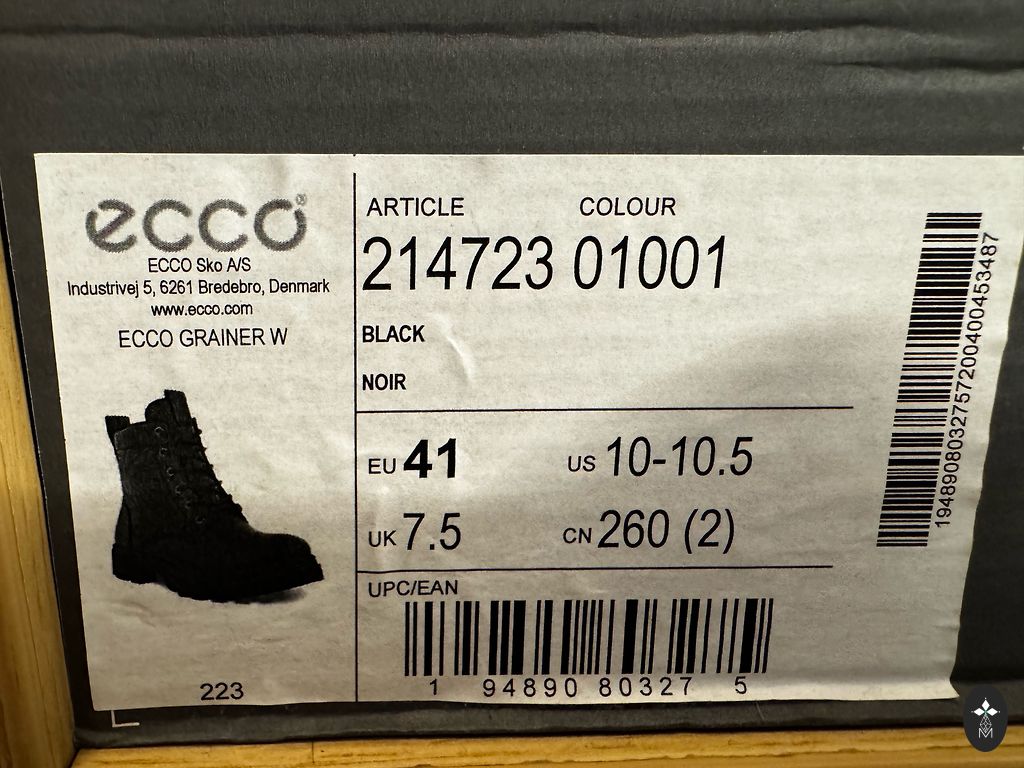 ecco®
ECCO Sko A/S
Industrivej 5, 6261 Bredebro, Denmark
www.ecco.com
ECCO GRAINER W
223
ARTICLE COLOUR
214723 01001
BLACK
NOIR
EU 41 US 10-10.5
UK 7.5 CN 260 (2)
UPC/EAN
1 94890 80327 5
1948908032757200400453487
M